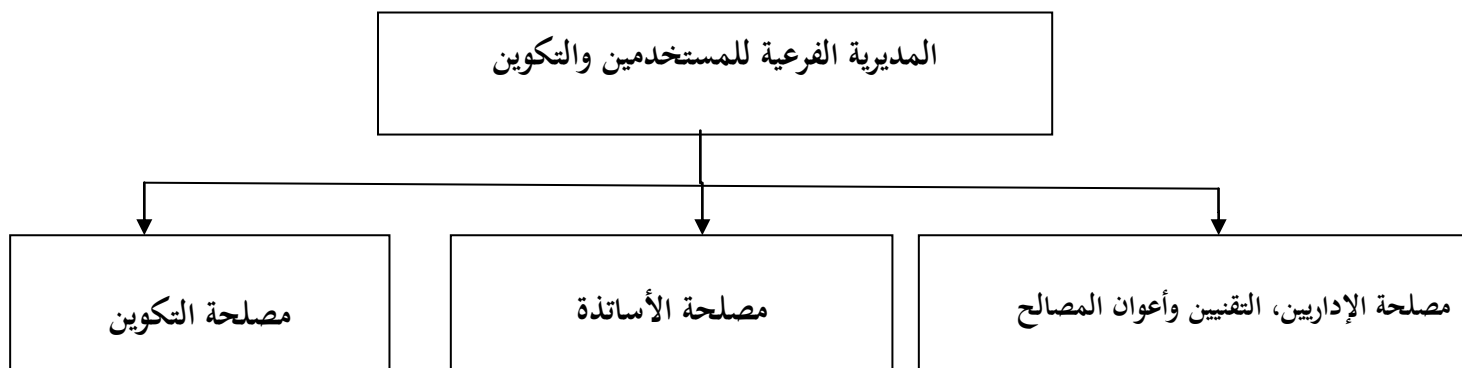 المديرية الفرعية للمستخدمين والتكوين
مصلحة الإداريين، التقنيين وأعوان المصالح
مصلحة الأساتذة
مصلحة التكوين